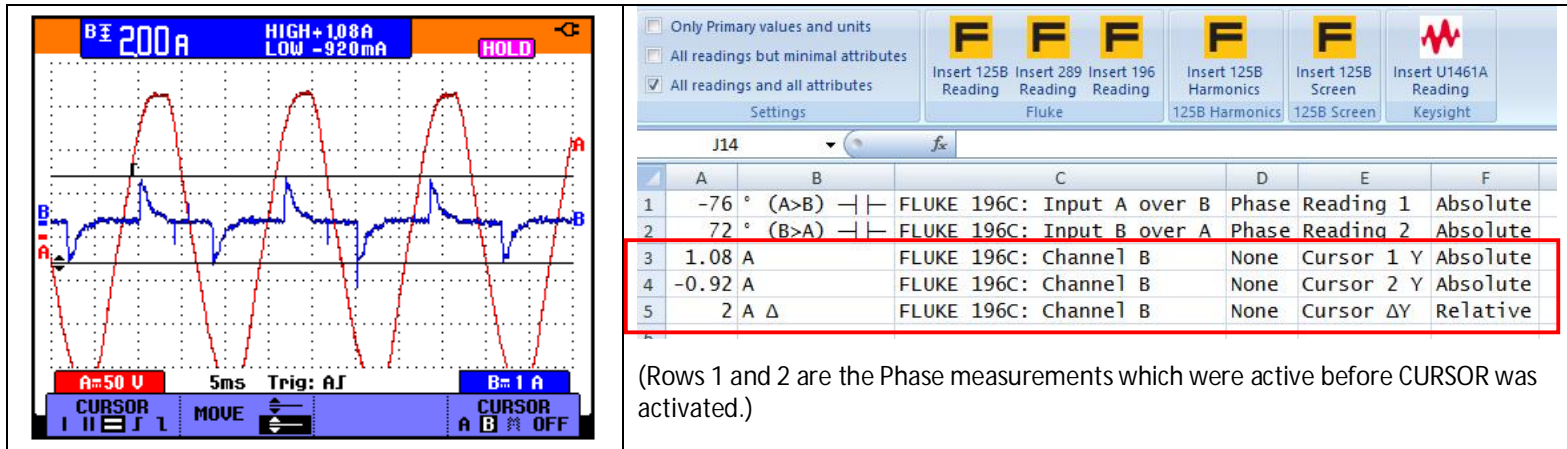 B 2.00 A
HIGH+1.08A
LOW -920mA
HOLD
A
B
B
A
A 50 V
5ms Trig: A
B 1 A
CURSOR
MOVE
CURSOR
A B OFF
Only Primary values and units
All readings but minimal attributes
All readings and all attributes
Settings
Insert 125B Reading
Insert 289 Reading
Insert 196 Reading
Fluke
Insert 125B Harmonics
125B Harmonics
Insert 125B Screen
125B Screen
Insert U1461A Reading
Keysight
J14 fx
A B C D E F
1 -76 ° (A>B) ⊣⊢ FLUKE 196C: Input A over B Phase Reading 1 Absolute
2 72 ° (B>A) ⊣⊢ FLUKE 196C: Input B over A Phase Reading 2 Absolute
3 1.08 A FLUKE 196C: Channel B None Cursor 1 Y Absolute
4 -0.92 A FLUKE 196C: Channel B None Cursor 2 Y Absolute
5 2 A Δ FLUKE 196C: Channel B None Cursor ΔY Relative
(Rows 1 and 2 are the Phase measurements which were active before CURSOR was
activated.)